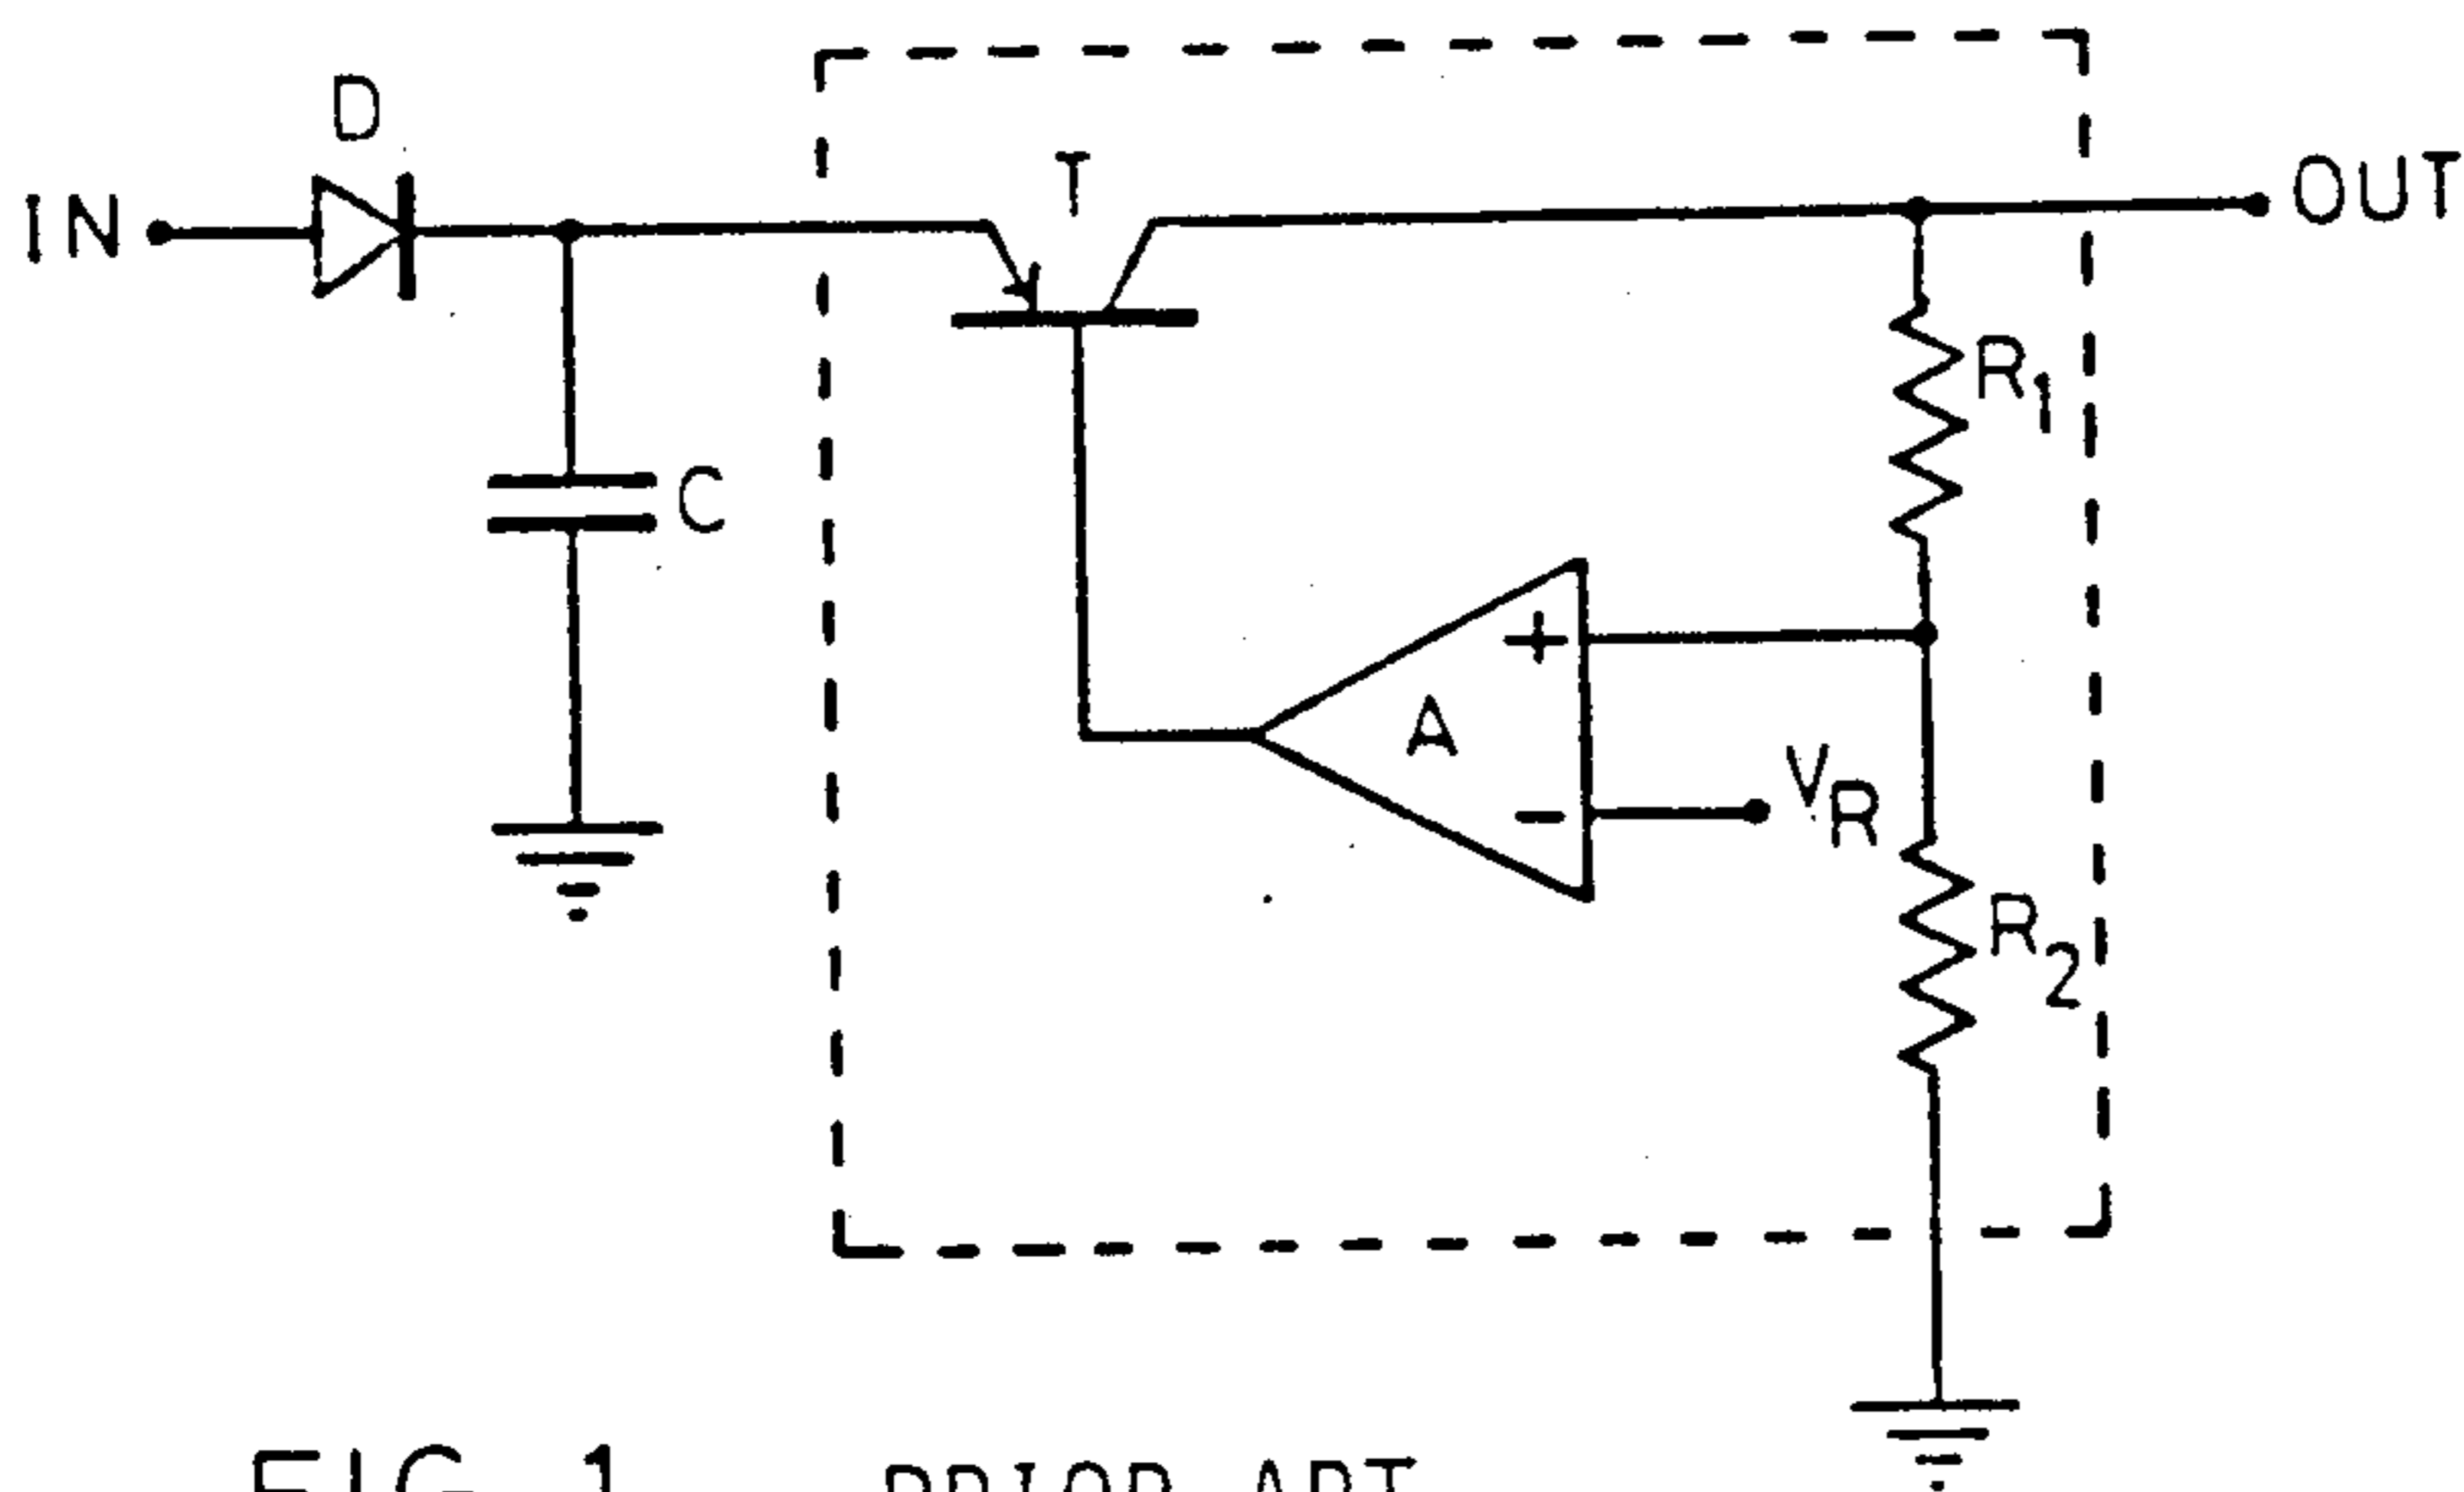 D
T
IN
OUT
R1
C
+
A
VR
-
R2
FIG. 1
PRIOR ART